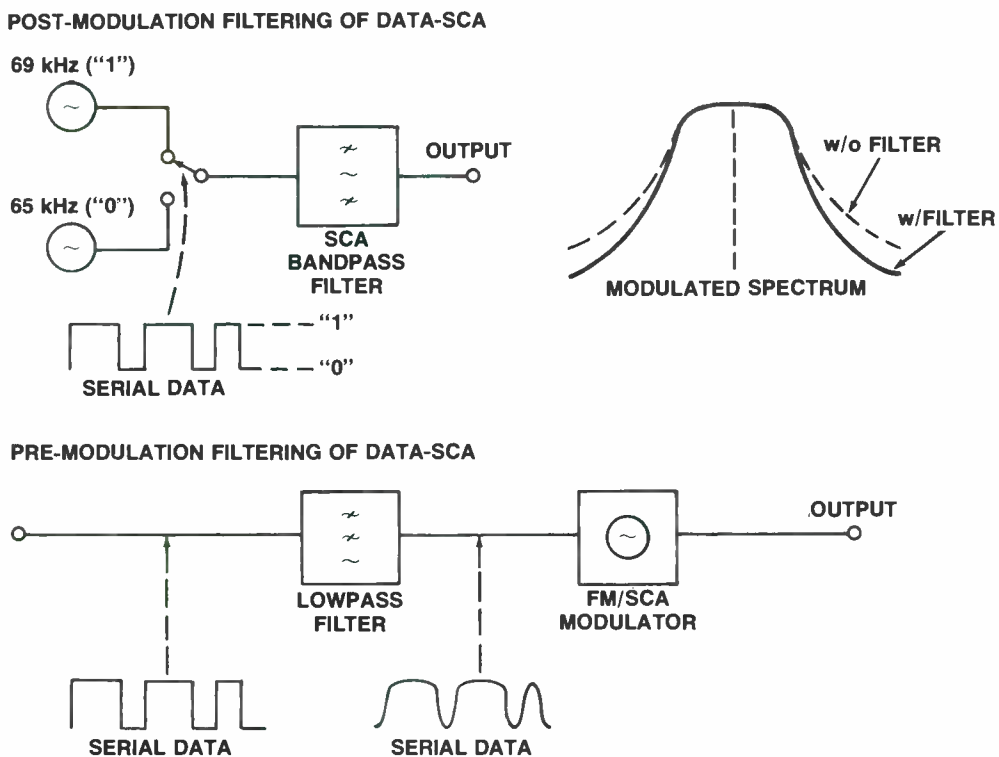 POST-MODULATION FILTERING OF DATA-SCA
69 kHz ("1")
65 kHz ("0")
OUTPUT
SCA
BANDPASS
FILTER
"1"
"0"
SERIAL DATA
w/o FILTER
w/FILTER
MODULATED SPECTRUM
PRE-MODULATION FILTERING OF DATA-SCA
OUTPUT
LOWPASS
FILTER
FM/SCA
MODULATOR
SERIAL DATA
SERIAL DATA